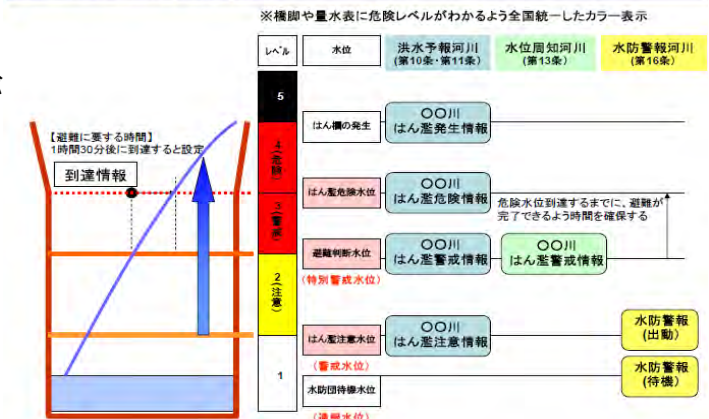 ※橋脚や量水表に危険レベルがわかるよう全国統一したカラー表示
レベル
水位
洪水予報河川
(第10条・第11条)
水位周知河川
(第13条)
水防警報河川
(第16条)
5
4(危険)
3(警戒)
2(注意)
1
はん欄の発生
〇〇川
はん濫発生情報
はん濫危険水位
〇〇川
はん濫危険情報
危険水位到達するまでに、避難が
完了できるよう時間を確保する
避難判断水位
(特別警戒水位)
〇〇川
はん濫警戒情報
〇〇川
はん濫警戒情報
はん濫注意水位
(警戒水位)
〇〇川
はん濫注意情報
水防警報
(出動)
水防団待機水位
水防警報
(待機)
【避難に要する時間】
1時間30分後に到達すると設定
到達情報